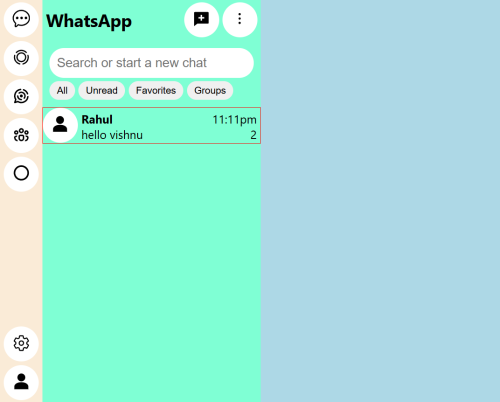 WhatsApp
Search or start a new chat
All Unread Favorites Groups
Rahul 11:11pm
hello vishnu 2